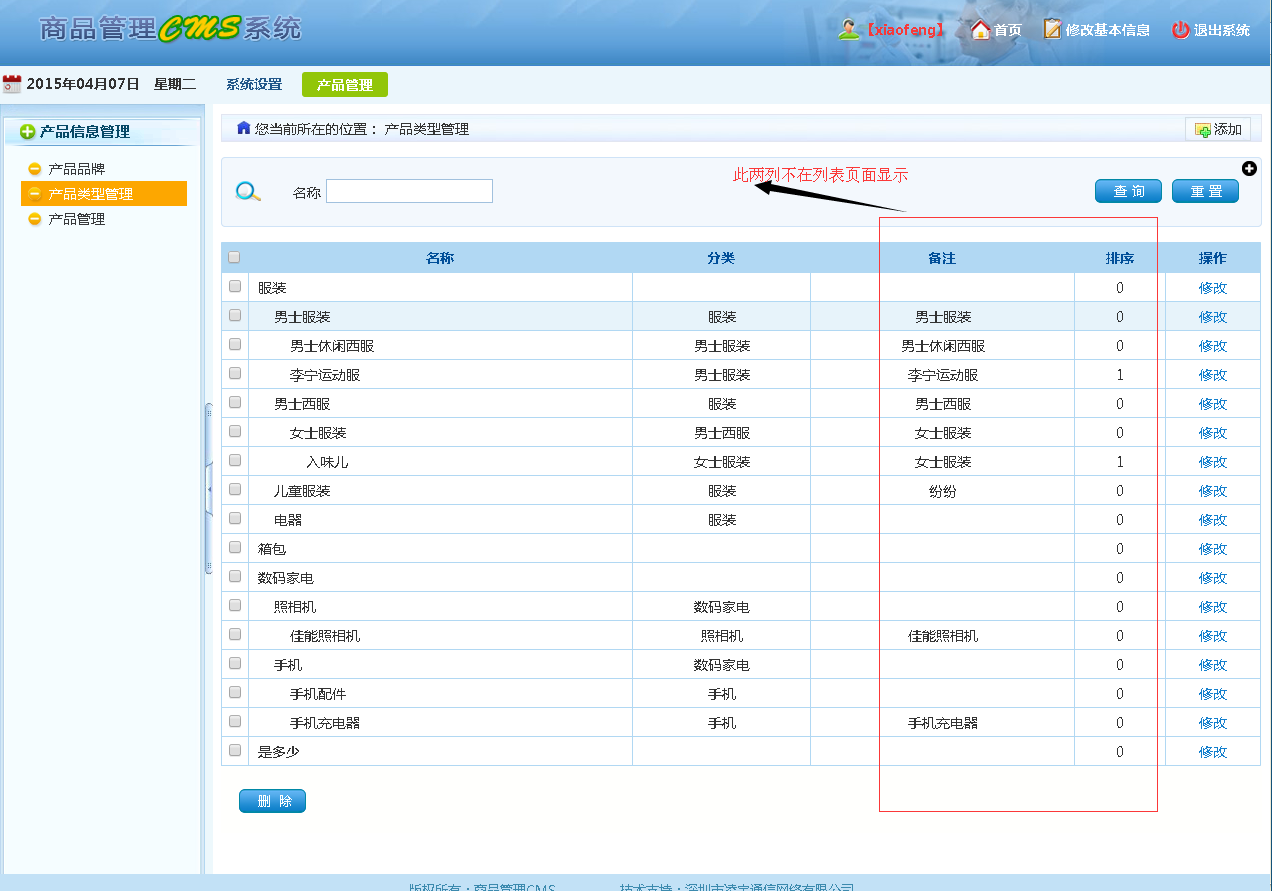 商品管理CMS系统
【xiaofeng】 首页 修改基本信息 退出系统
2015年04月07日 星期二 系统设置 产品管理
产品信息管理
产品品牌
产品类型管理
产品管理
您当前所在的位置： 产品类型管理 添加
此两列不在列表页面显示
名称 查 询 重 置
名称 分类 备注 排序 操作
服装 0 修改
男士服装 服装 男士服装 0 修改
男士休闲西服 男士服装 男士休闲西服 0 修改
李宁运动服 男士服装 李宁运动服 1 修改
男士西服 服装 男士西服 0 修改
女士服装 男士西服 女士服装 0 修改
入味儿 女士服装 女士服装 1 修改
儿童服装 服装 纷纷 0 修改
电器 服装 0 修改
箱包 0 修改
数码家电 0 修改
照相机 数码家电 0 修改
佳能照相机 照相机 佳能照相机 0 修改
手机 数码家电 0 修改
手机配件 手机 0 修改
手机充电器 手机 手机充电器 0 修改
是多少 0 修改
删 除
版权所有：商品管理CMS 技术支持：深圳市凌宇通信网络有限公司